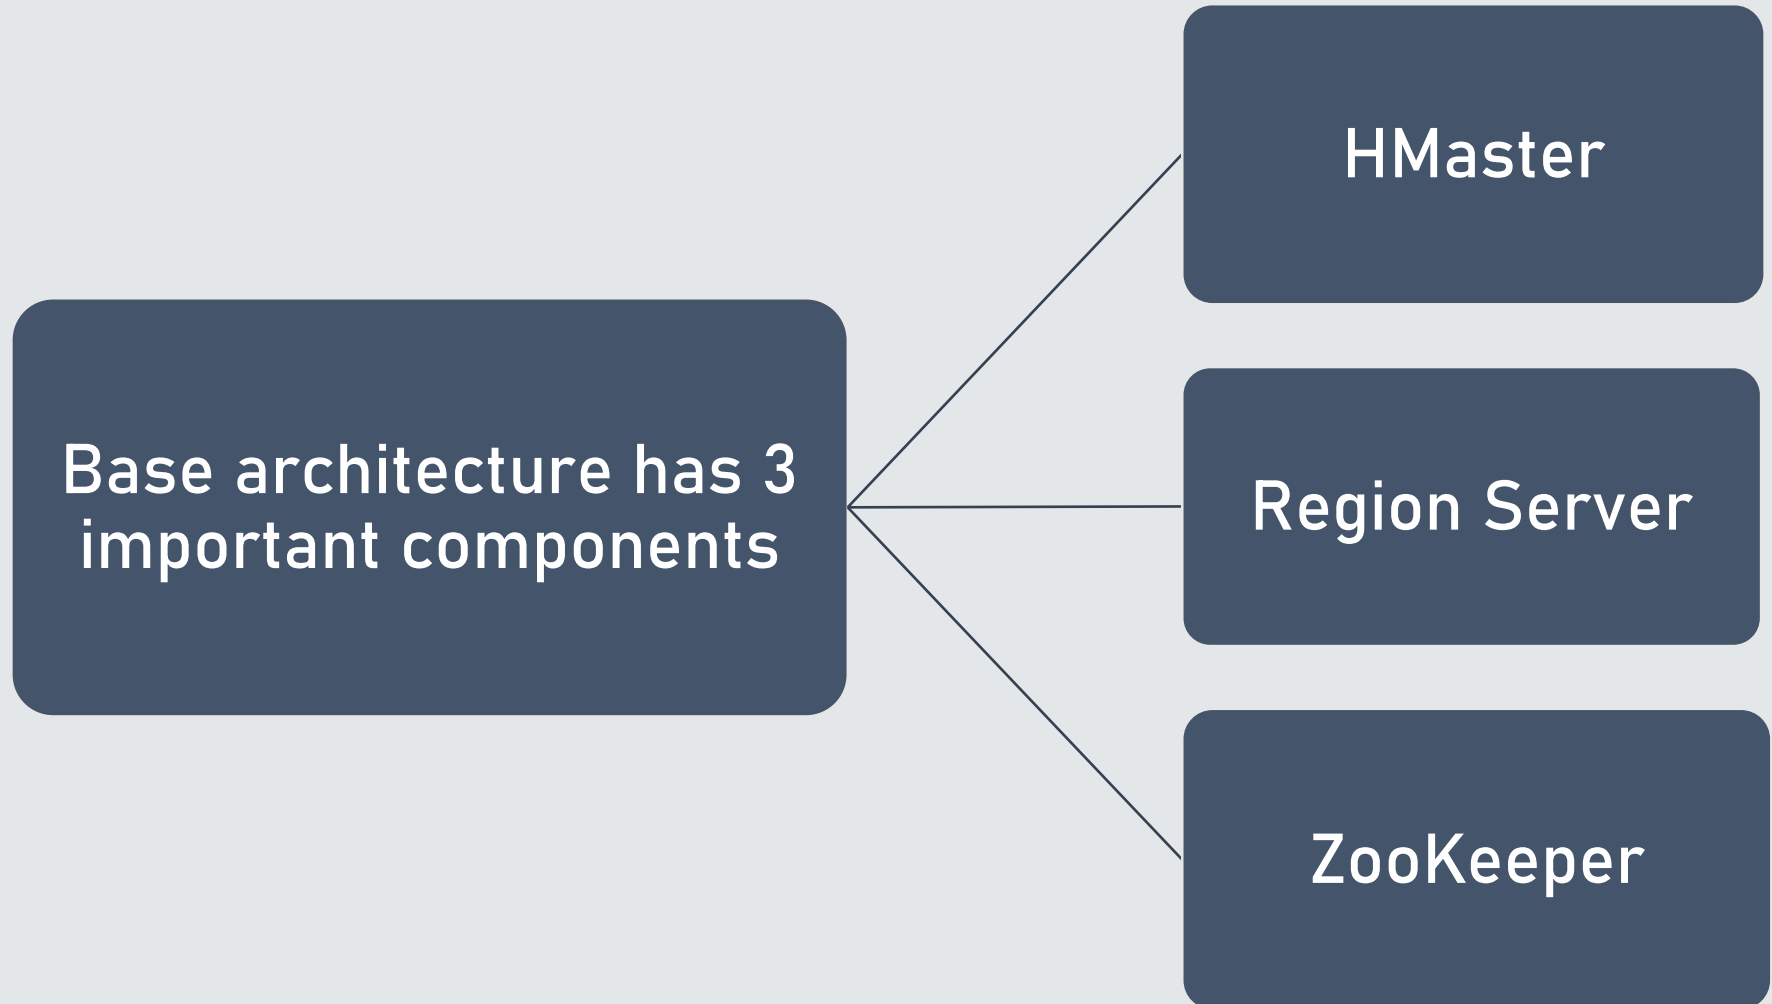 Base architecture has 3
important components
HMaster
Region Server
ZooKeeper